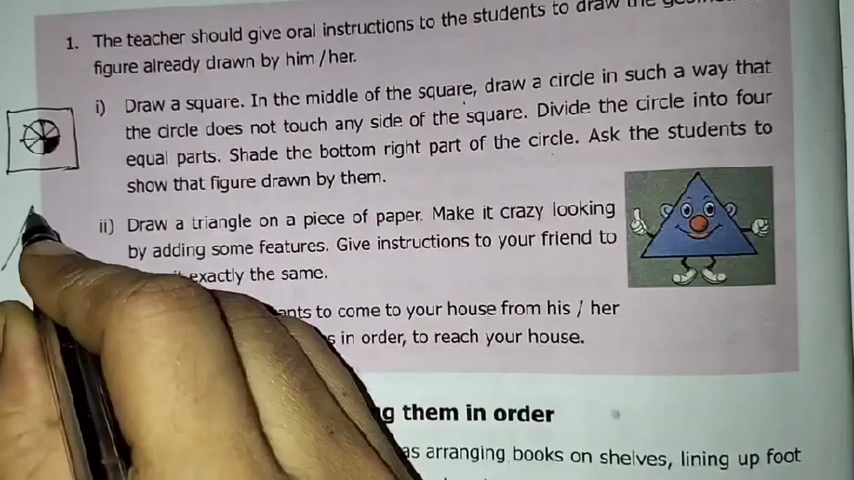 1. The teacher should give oral instructions to the students to draw the
figure already drawn by him /her.
i) Draw a square. In the middle of the square, draw a circle in such a way that
the circle does not touch any side of the square. Divide the circle into four
equal parts. Shade the bottom right part of the circle. Ask the students to
show that figure drawn by them.
ii) Draw a triangle on a piece of paper. Make it crazy looking
by adding some features. Give instructions to your friend to
exactly the same.
to come to your house from his / her
in order, to reach your house.
them in order
as arranging books on shelves, lining up foot